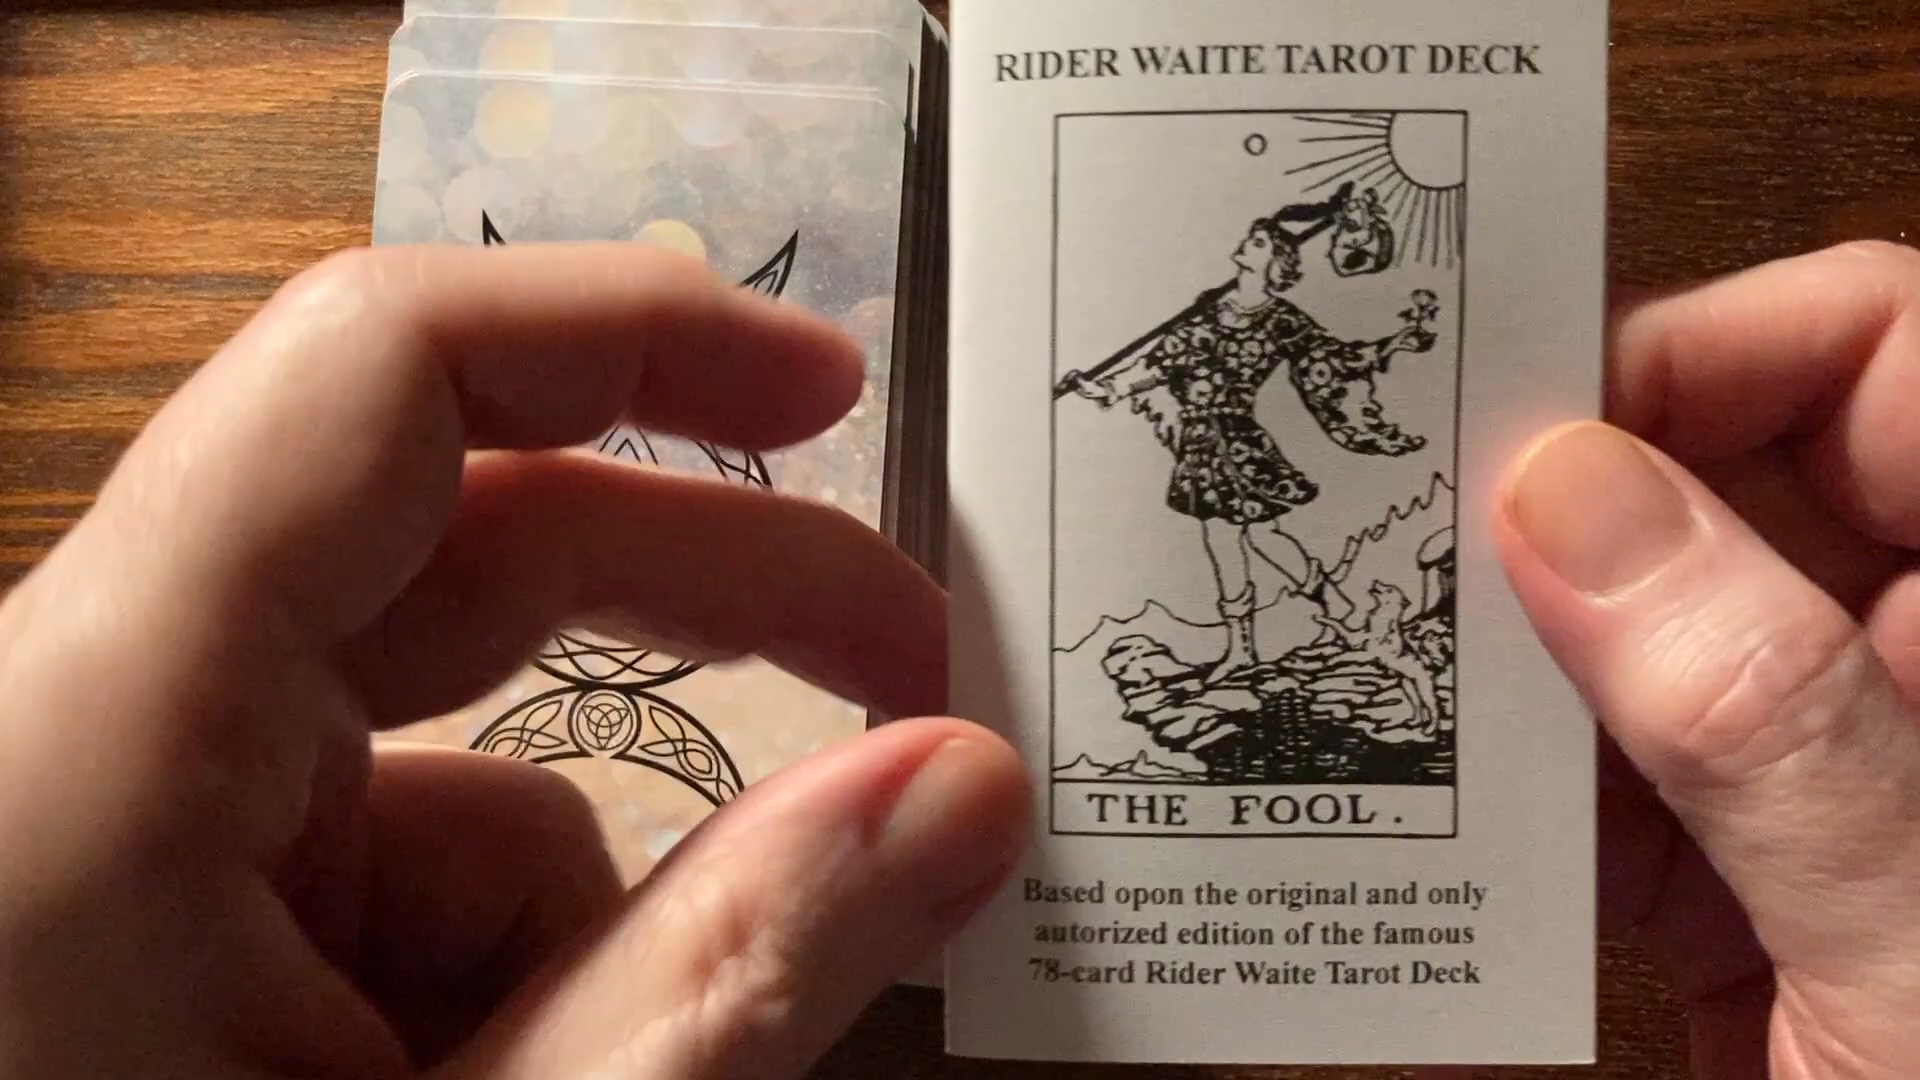 RIDER WAITE TAROT DECK
THE FOOL.
Based opon the original and only
autorized edition of the famous
78-card Rider Waite Tarot Deck